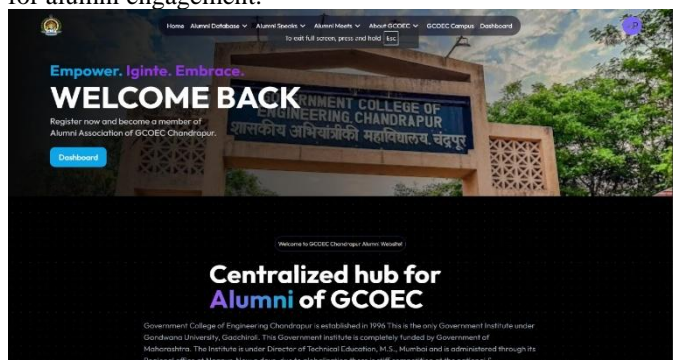 for alumni engagement.
Home Alumni Database Alumni Speaks Alumni Meets About GCOEC GCOEC Campus Dashboard
To exit full screen, press and hold Esc
Empower. Iginte. Embrace.
WELCOME BACK
Register now and become a member of
Alumni Association of GCOEC Chandrapur.
Dashboard
GOVERNMENT COLLEGE OF
ENGINEERING, CHANDRAPUR
शासकीय अभियांत्रिकी महाविद्यालय, चंद्रपूर
Welcome to GCOEC Chandrapur Alumni Website!
Centralized hub for
Alumni of GCOEC
Government College of Engineering Chandrapur is established in 1996 This is the only Government Institute under
Gondwana University, Gadchiroli. This Government institute is completely funded by Government of
Maharashtra. The Institute is under Director of Technical Education, M.S., Mumbai and is administered through its